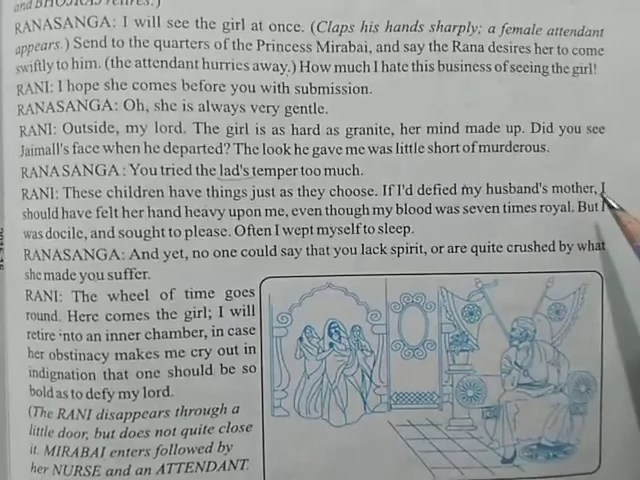 and BHOJRAJ retires.)
RANASANGA: I will see the girl at once. (Claps his hands sharply; a female attendant
appears.) Send to the quarters of the Princess Mirabai, and say the Rana desires her to come
swiftly to him. (the attendant hurries away.) How much I hate this business of seeing the girl!
RANI: I hope she comes before you with submission.
RANASANGA: Oh, she is always very gentle.
RANI: Outside, my lord. The girl is as hard as granite, her mind made up. Did you see
Jaimall's face when he departed? The look he gave me was little short of murderous.
RANASANGA: You tried the lad's temper too much.
RANI: These children have things just as they choose. If I'd defied my husband's mother, I
should have felt her hand heavy upon me, even though my blood was seven times royal. But I
was docile, and sought to please. Often I wept myself to sleep.
RANASANGA: And yet, no one could say that you lack spirit, or are quite crushed by what
she made you suffer.
RANI: The wheel of time goes
round. Here comes the girl; I will
retire into an inner chamber, in case
her obstinacy makes me cry out in
indignation that one should be so
bold as to defy my lord.
(The RANI disappears through a
little door, but does not quite close
it. MIRABAI enters followed by
her NURSE and an ATTENDANT.